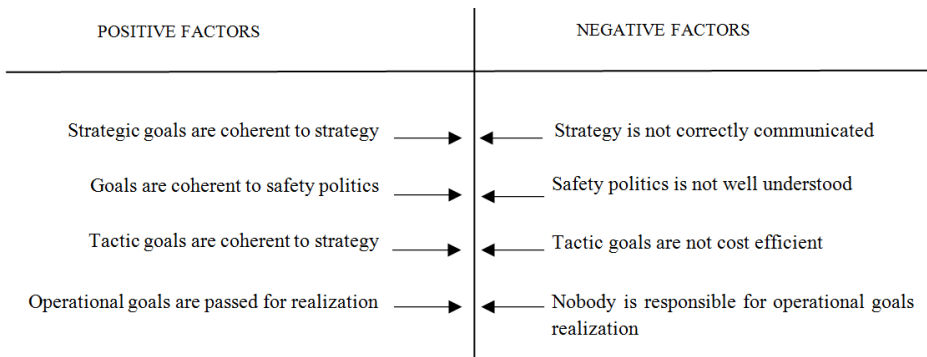 POSITIVE FACTORS
NEGATIVE FACTORS
Strategic goals are coherent to strategy
Strategy is not correctly communicated
Goals are coherent to safety politics
Safety politics is not well understood
Tactic goals are coherent to strategy
Tactic goals are not cost efficient
Operational goals are passed for realization
Nobody is responsible for operational goals
realization